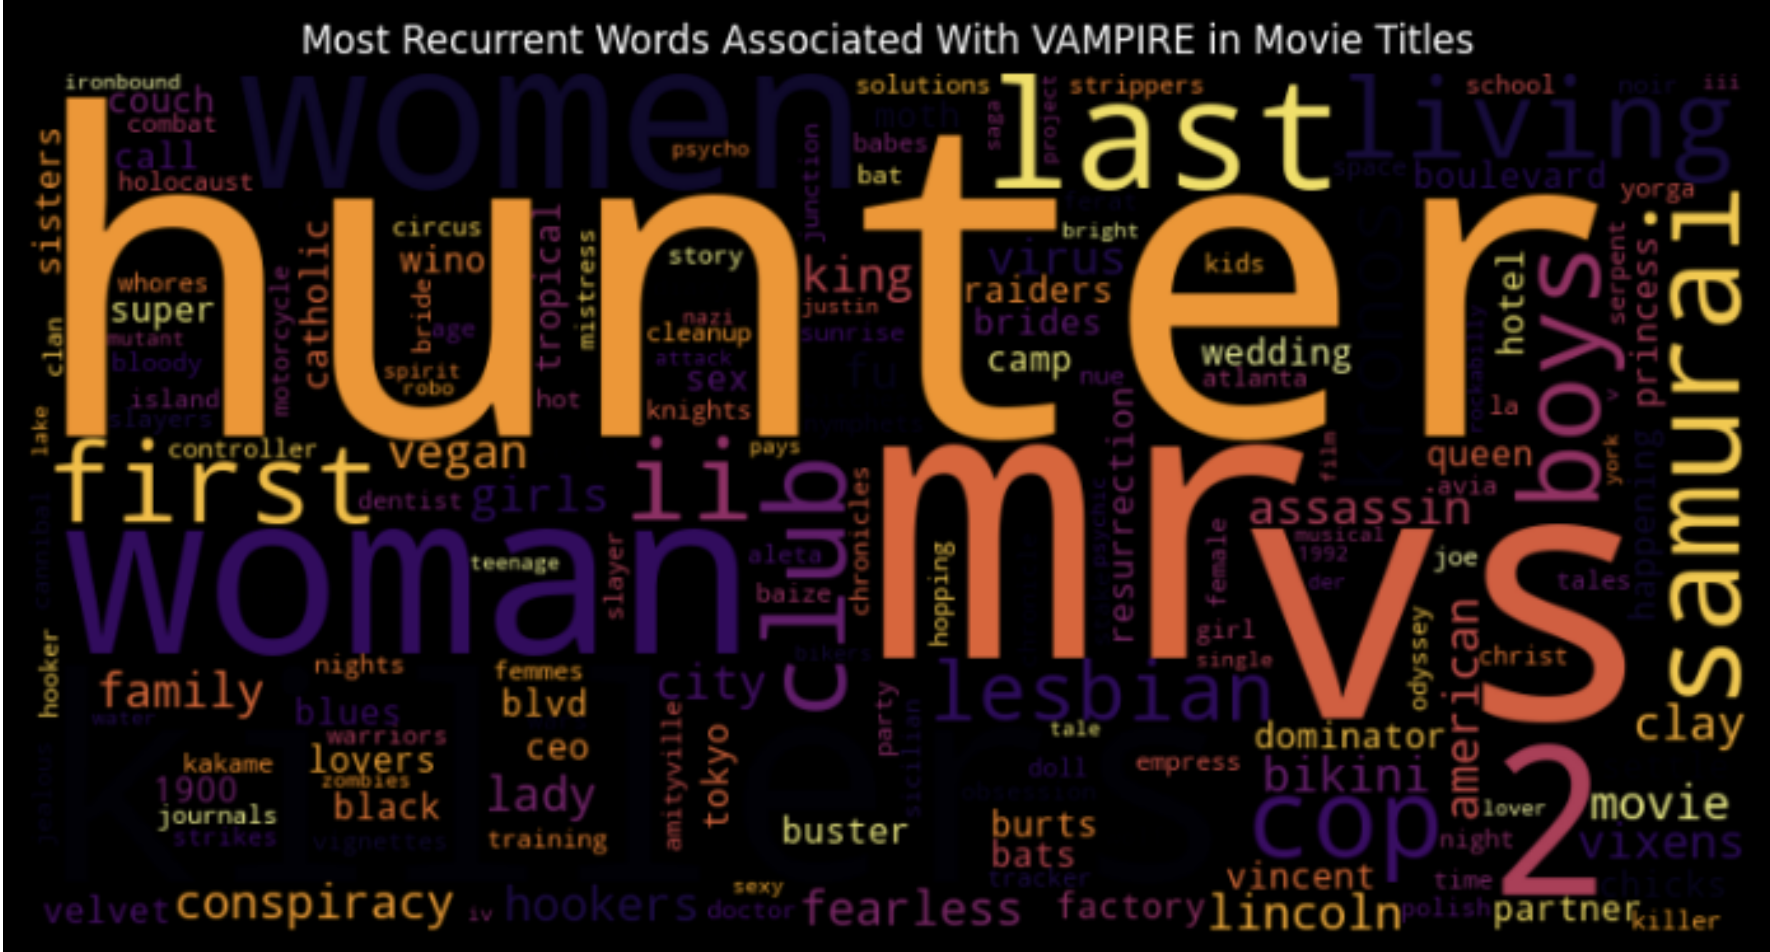 Most Recurrent Words Associated With VAMPIRE in Movie Titles
ironbound
couch
combat
call
holocaust
women
psycho
solutions
moth
babes
bat
saga
last
project
strippers
living
school
noir
iii
space
boulevard
yorga
sisters
hunter
junction
whores
super
mutant
bloody
island
slayers
clan
lake
motorcycle
catholic
circus
wino
bride
age
spirit
robo
tropical
hot
mistress
story
nazi
cleanup
attack
sex
knights
king
justin
sunrise
fu
virus
raiders
brides
camp
nue
bright
kids
wedding
atlanta
hotel
rockabilly
la
boys
serpent
princess
v
york
samurai
first
controller
vegan
dentist
girls
ii
pays
nymphets
club
chronicles
mr
resurrection
psychic
film
queen
avia
assassin
musical
1992
der
vs
joe
tales
happening
cannibal
woman
teenage
slayer
aleta
baize
hopping
female
girl
single
odyssey
american
christ
hooker
family
nights
femmes
blvd
city
bikers
party
sicilian
lesbian
tale
dominator
clay
water
blues
warriors
lovers
zombies
ceo
kakame
1900
journals
strikes
black
vignettes
lady
training
amityville
tokyo
killers
jealous
buster
doll
obsession
empress
burts
bats
tracker
bikini
cop
2
lover
night
movie
vixens
chicks
velvet
conspiracy
iv
hookers
sexy
doctor
fearless
factory
vincent
lincoln
time
polish
partner
killer